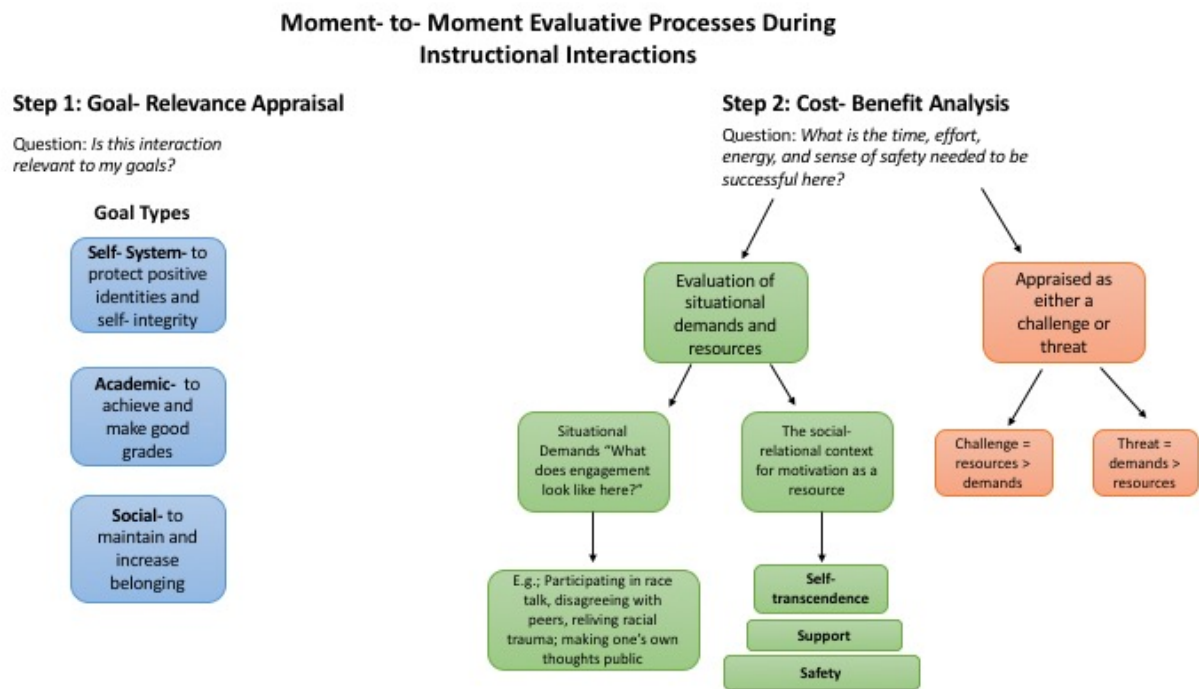 Moment- to- Moment Evaluative Processes During
Instructional Interactions
Step 1: Goal- Relevance Appraisal
Question: Is this interaction
relevant to my goals?
Goal Types
Self- System- to
protect positive
identities and
self- integrity
Academic- to
achieve and
make good
grades
Social- to
maintain and
increase
belonging
Step 2: Cost- Benefit Analysis
Question: What is the time, effort,
energy, and sense of safety needed to be
successful here?
Evaluation of
situational
demands and
resources
Appraised as
either a
challenge or
threat
Situational
Demands “What
does engagement
look like here?”
The social-
relational context
for motivation as a
resource
Challenge =
resources >
demands
Threat =
demands >
resources
E.g.; Participating in race
talk, disagreeing with
peers, reliving racial
trauma; making one's own
thoughts public
Self-
transcendence
Support
Safety